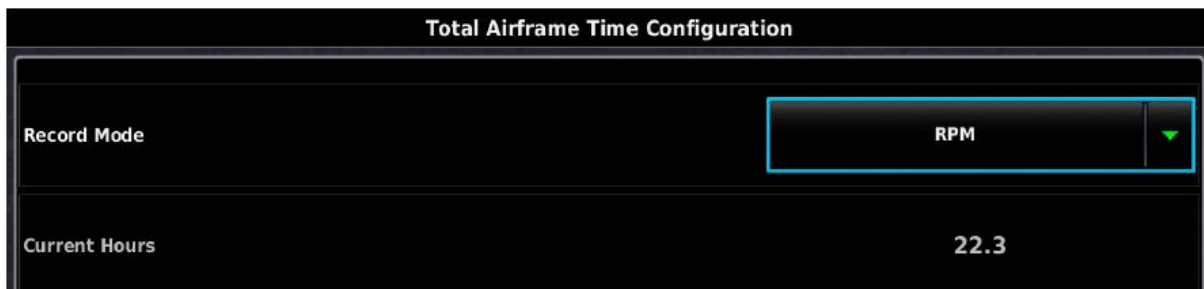 Total Airframe Time Configuration
Record Mode RPM
Current Hours 22.3